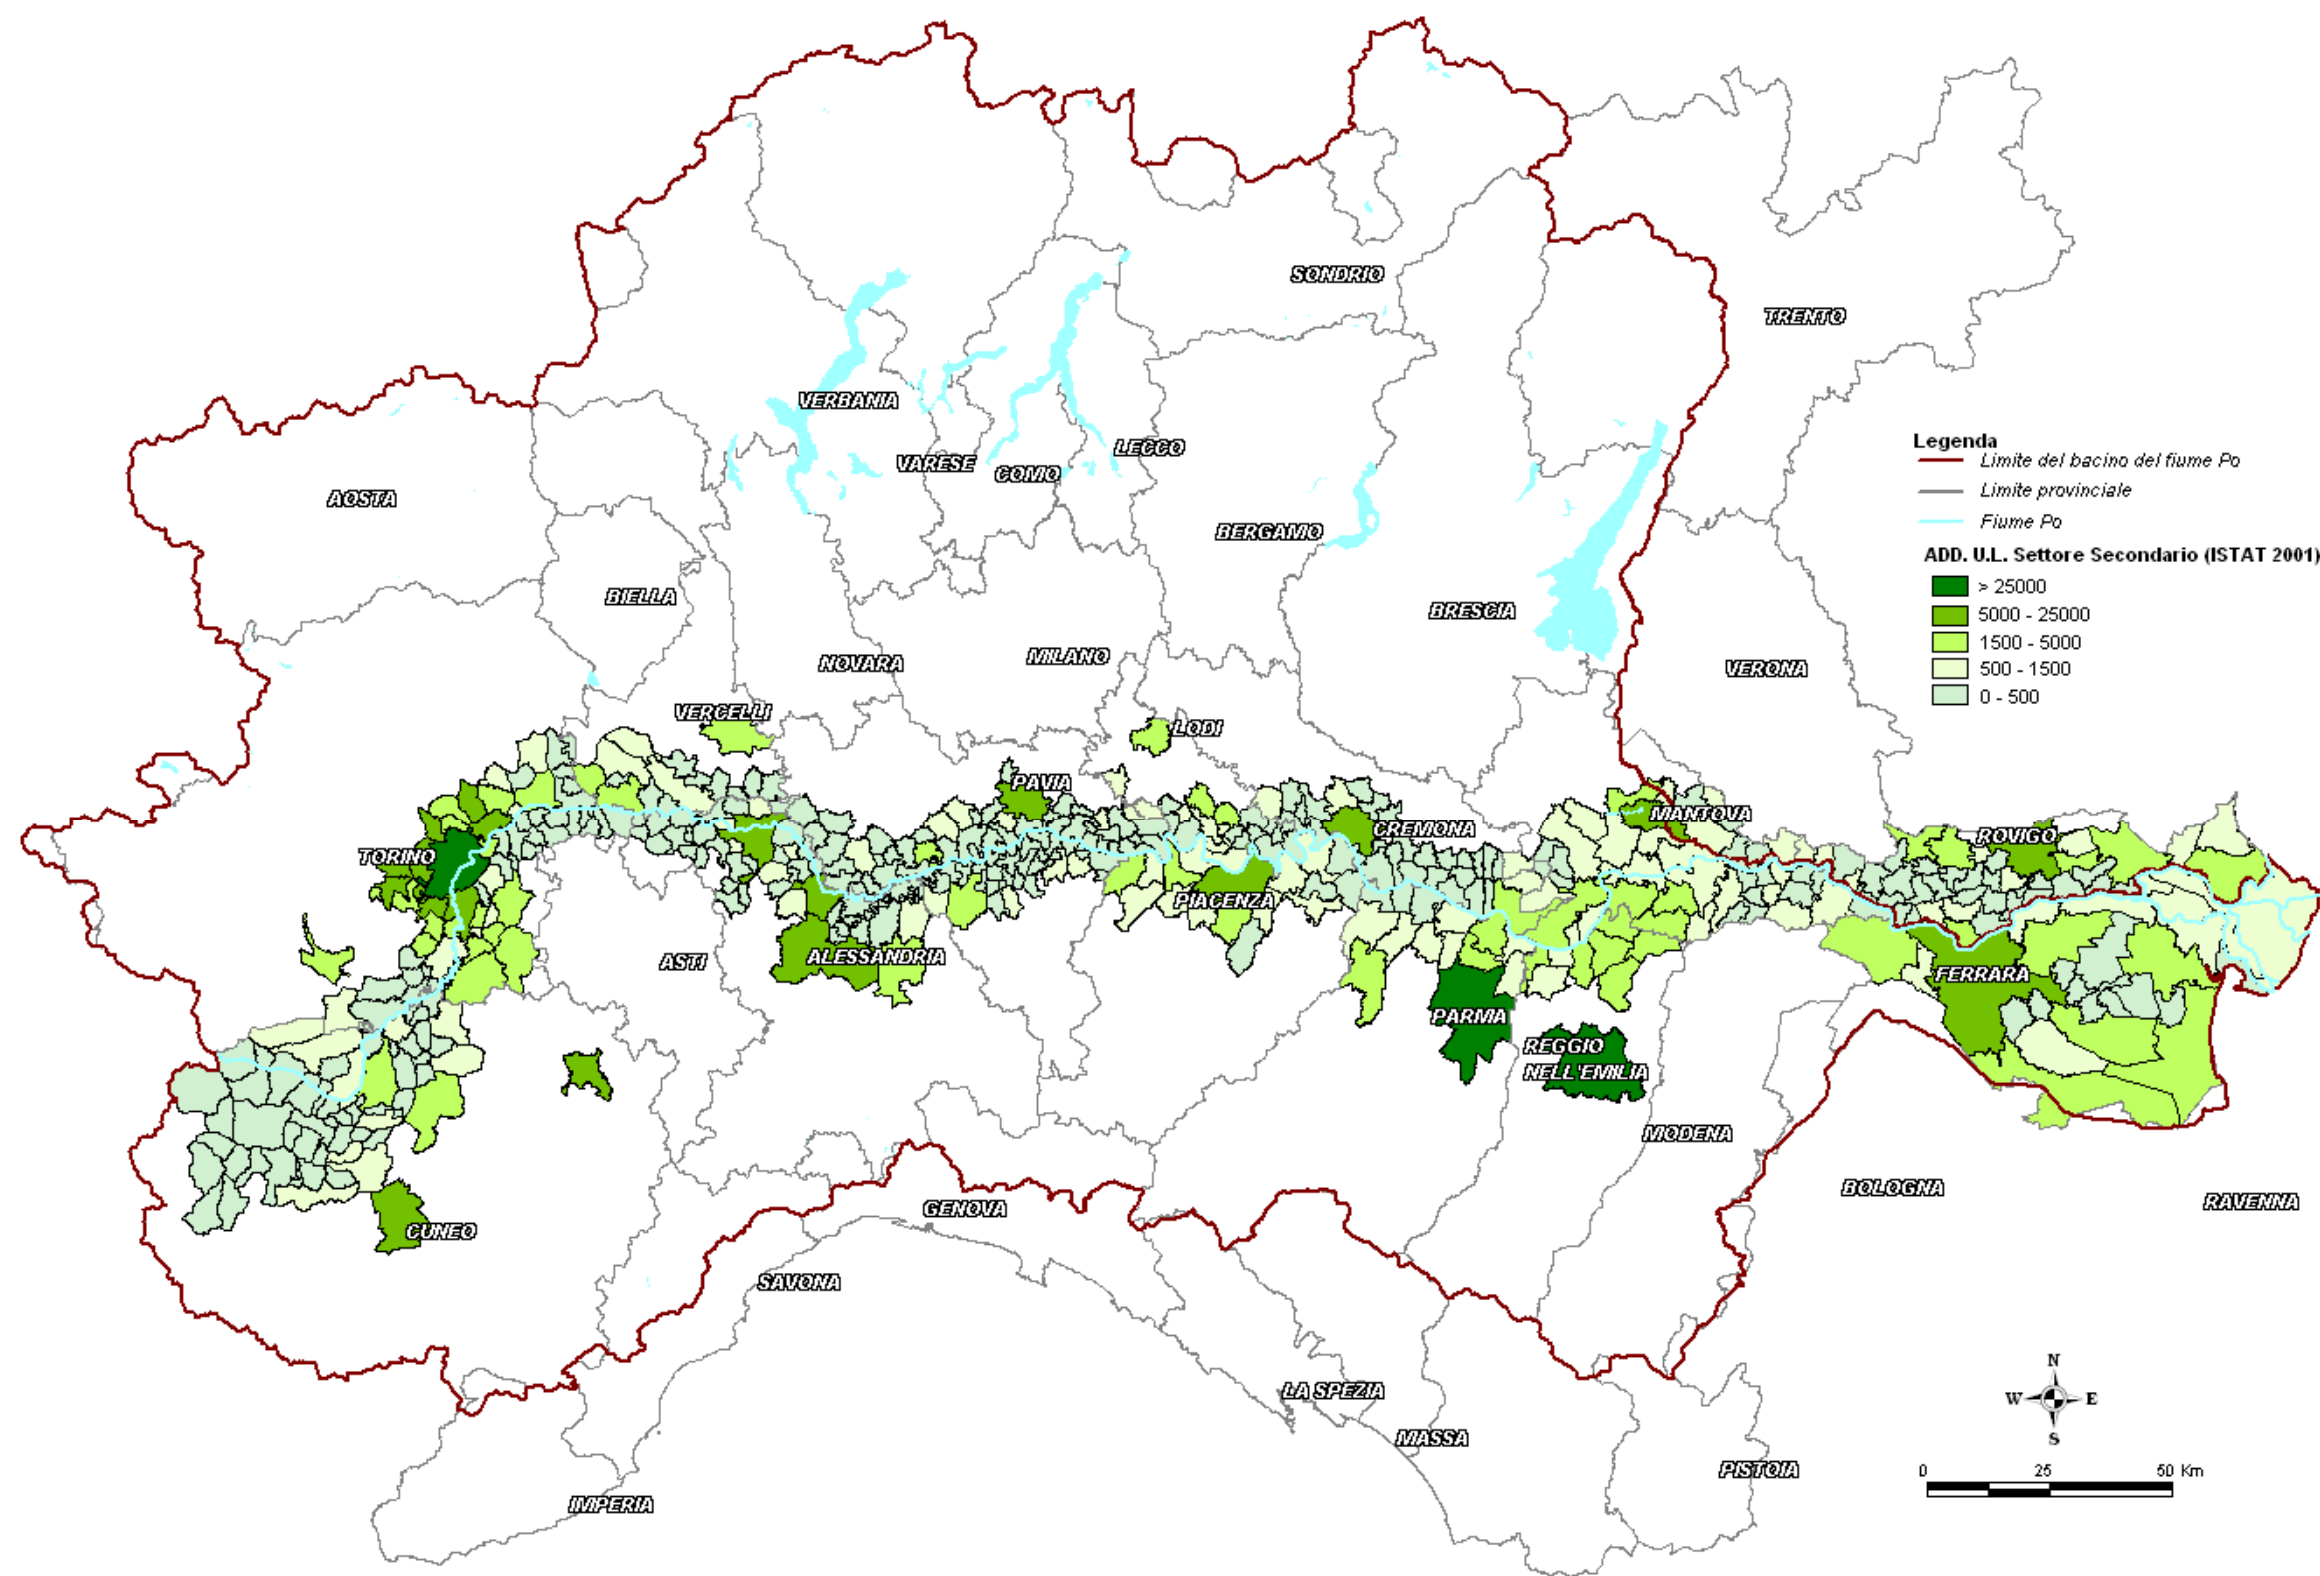 SONDRIO
TRENTO
VERBANIA
VARESE
COMO
LECCO
AOSTA
BERGAMO
BIELLA
BRESCIA
NOVARA
MILANO
VERONA
VERCELLI
LODI
PAVIA
MANTOVA
CREMONA
ROVIGO
TORINO
PIACENZA
ASTI
ALESSANDRIA
FERRARA
PARMA
REGGIO
NELL'EMILIA
MODENA
BOLOGNA
RAVENNA
CUNEO
GENOVA
SAVONA
LA SPEZIA
MASSA
PISTOIA
IMPERIA
Legenda
Limite del bacino del fiume Po
Limite provinciale
Fiume Po
ADD. U.L. Settore Secondario (ISTAT 2001)
> 25000
5000 - 25000
1500 - 5000
500 - 1500
0 - 500
N
W E
S
0 25 50 Km